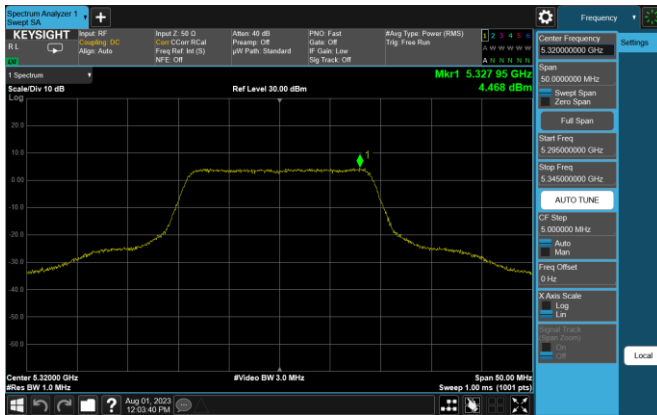 Spectrum Analyzer 1
Swept SA
+
Frequency
KEYSIGHT
R L
LXI
Input: RF
Coupling: DC
Align: Auto
Input Z: 50 Ω
Corr CCorr RCal
Freq Ref: Int (S)
NFE: Off
Atten: 40 dB
Preamp: Off
µW Path: Standard
PNO: Fast
Gate: Off
IF Gain: Low
Sig Track: Off
#Avg Type: Power (RMS)
Trig: Free Run
1 2 3 4 5 6
A W W W W W
A N N N N N
1 Spectrum
Scale/Div 10 dB
Log
Ref Level 30.00 dBm
Mkr1 5.327 95 GHz
4.468 dBm
1
20.0
10.0
0.00
-10.0
-20.0
-30.0
-40.0
-50.0
-60.0
Center 5.32000 GHz
#Res BW 1.0 MHz
#Video BW 3.0 MHz
Span 50.00 MHz
Sweep 1.00 ms (1001 pts)
?
Aug 01, 2023
12:03:40 PM
Center Frequency
5.320000000 GHz
Settings
Span
50.0000000 MHz
Swept Span
Zero Span
Full Span
Start Freq
5.295000000 GHz
Stop Freq
5.345000000 GHz
AUTO TUNE
CF Step
5.000000 MHz
Auto
Man
Freq Offset
0 Hz
X Axis Scale
Log
Lin
Signal Track
(Span Zoom)
On
Off
Local